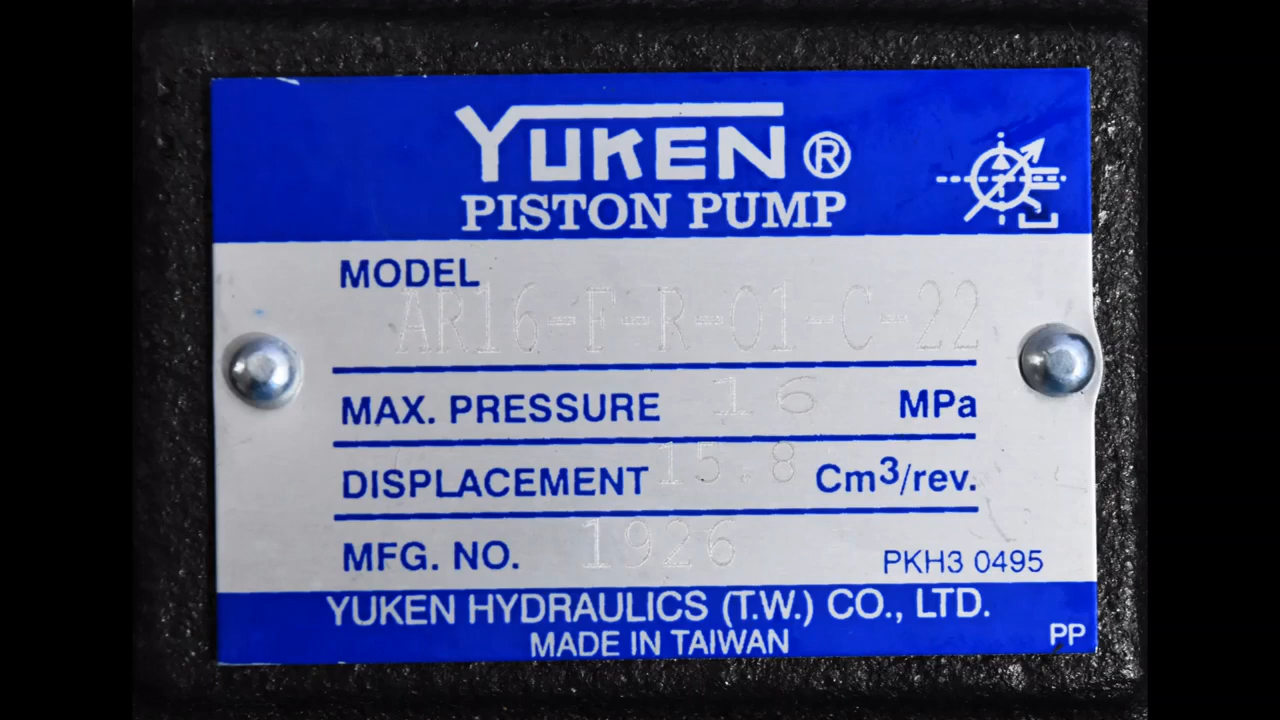 YUKEN®
PISTON PUMP
MODEL
AR16-F-R-01-C-22
MAX. PRESSURE 16 MPa
DISPLACEMENT 15.8 Cm³/rev.
MFG. NO. 1926
PKH3 0495
YUKEN HYDRAULICS (T.W.) CO., LTD.
MADE IN TAIWAN
PP